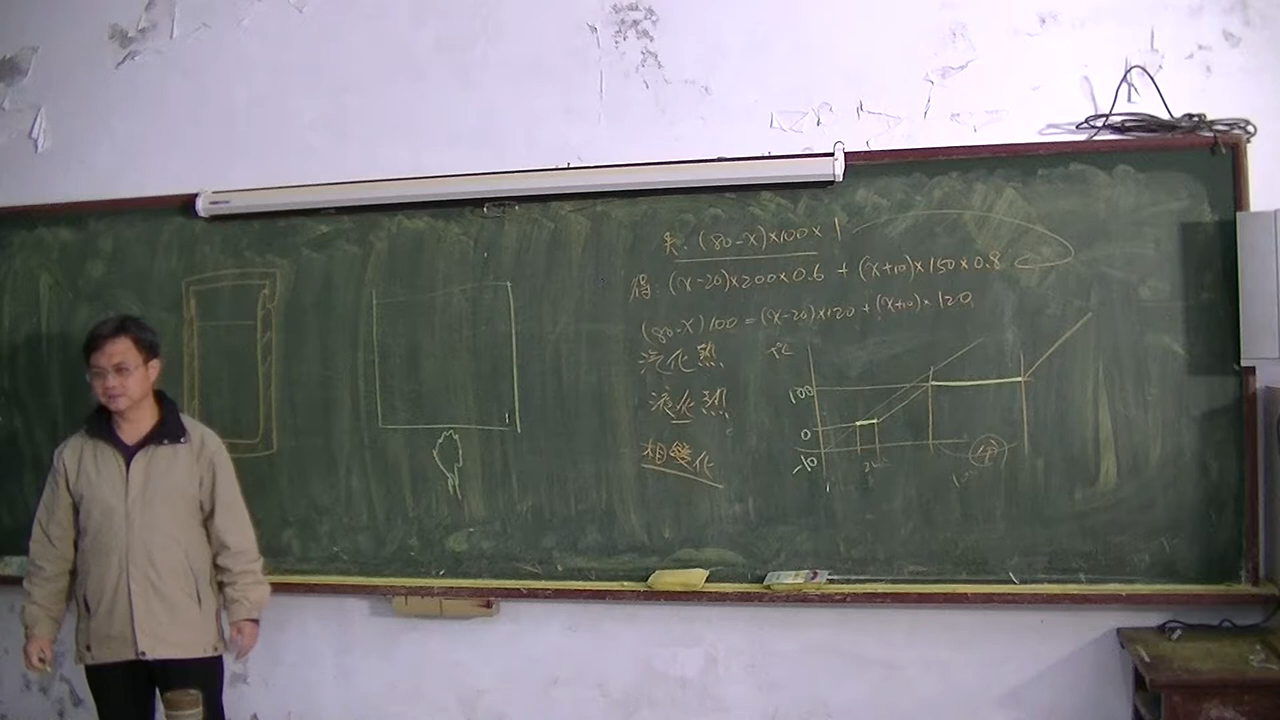 失:(80-x)×100×1
得:(x-20)×200×0.6 + (x+10)×150×0.8
(80-x)100=(x-20)×120+(x+10)×120
汽化熱
液化熱
相變化
T℃
100
0
-10